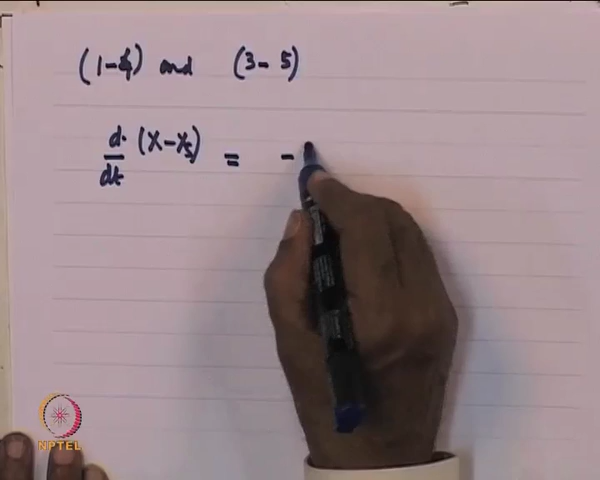 (1-4) and (3-5)
d/dt (X-Xs) = -
NPTEL